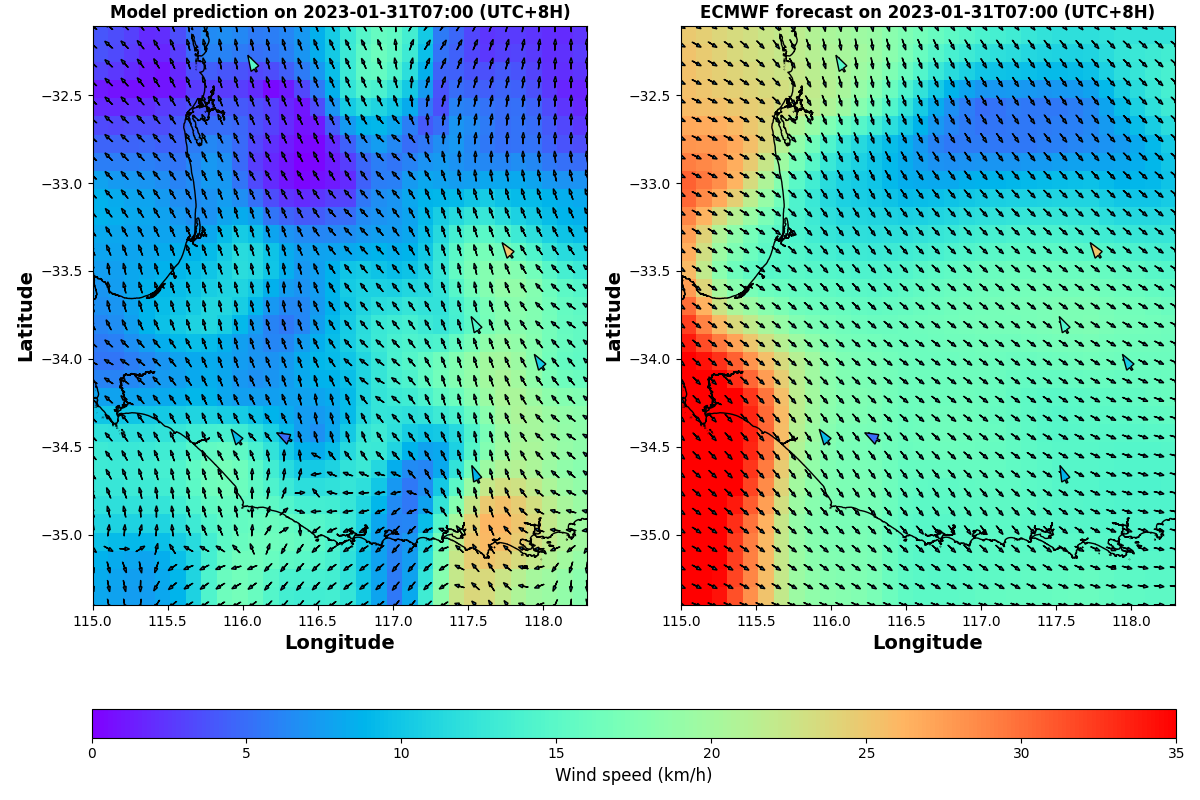 Model prediction on 2023-01-31T07:00 (UTC+8H)
ECMWF forecast on 2023-01-31T07:00 (UTC+8H)
Latitude
−32.5
−33.0
−33.5
−34.0
−34.5
−35.0
115.0 115.5 116.0 116.5 117.0 117.5 118.0
Longitude
Latitude
−32.5
−33.0
−33.5
−34.0
−34.5
−35.0
115.0 115.5 116.0 116.5 117.0 117.5 118.0
Longitude
0 5 10 15 20 25 30 35
Wind speed (km/h)